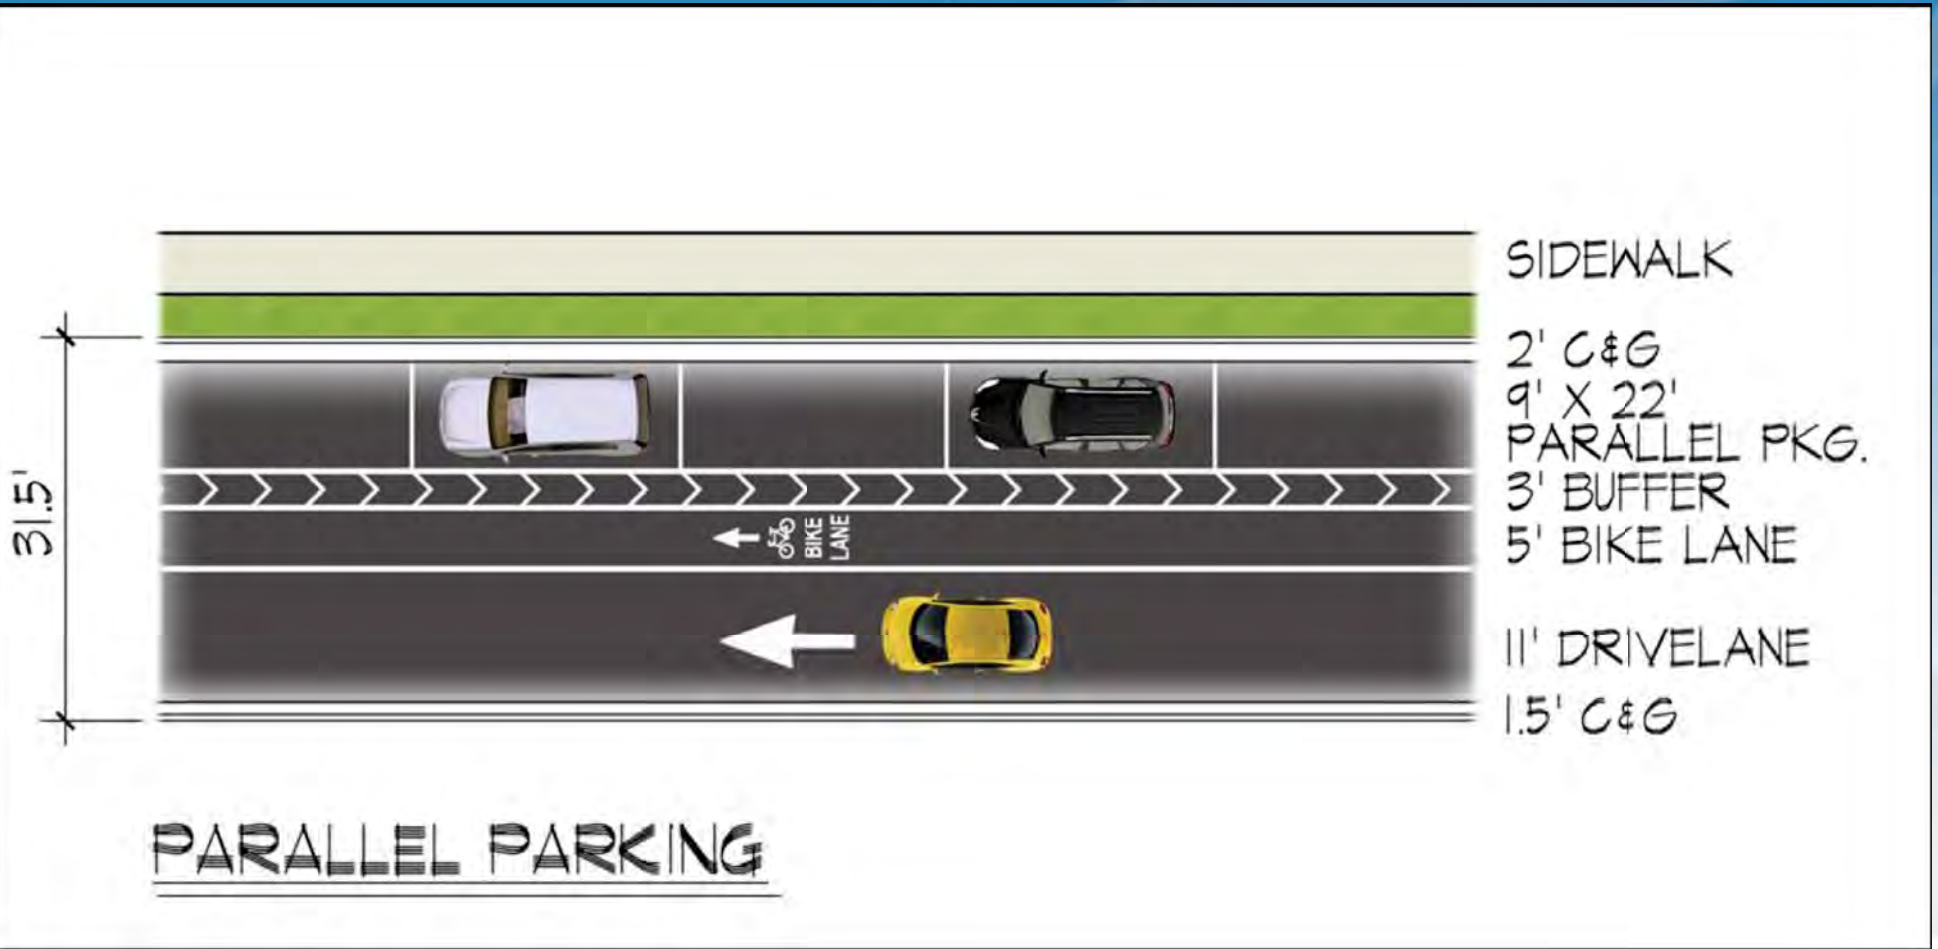 SIDEWALK
2' C&G
9' X 22'
PARALLEL PKG.
3' BUFFER
5' BIKE LANE
11' DRIVELANE
1.5' C&G
31.5'
BIKE
LANE
PARALLEL PARKING